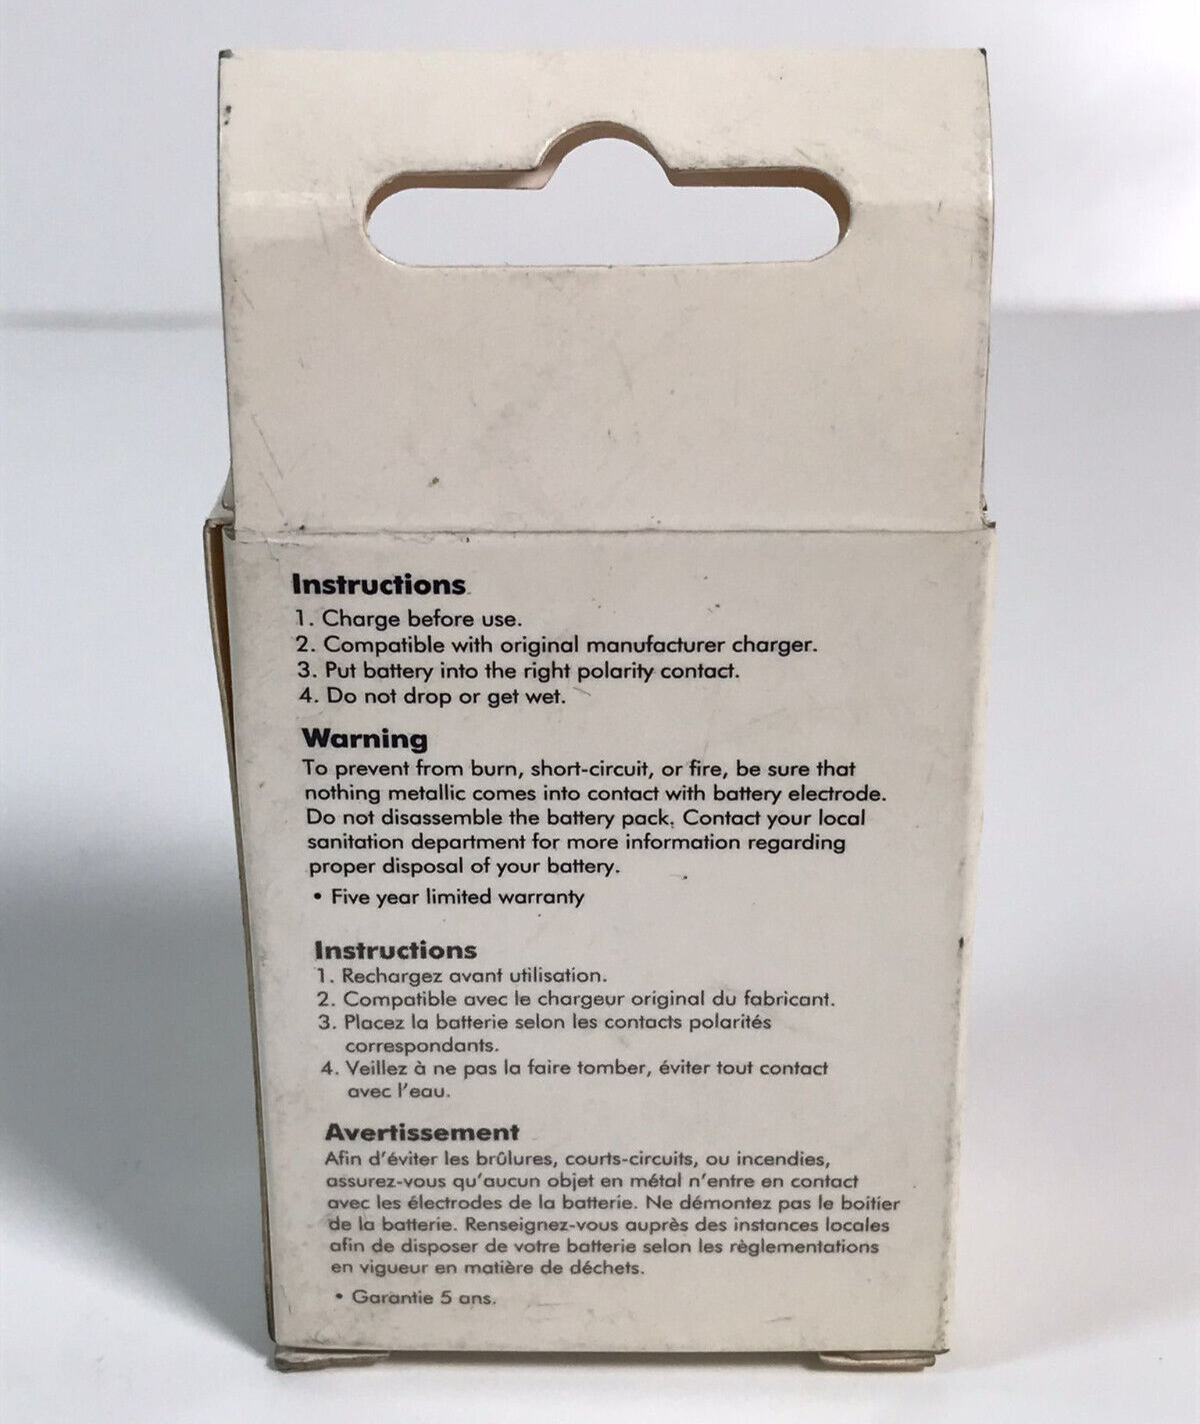 Instructions
1. Charge before use.
2. Compatible with original manufacturer charger.
3. Put battery into the right polarity contact.
4. Do not drop or get wet.
Warning
To prevent from burn, short-circuit, or fire, be sure that
nothing metallic comes into contact with battery electrode.
Do not disassemble the battery pack. Contact your local
sanitation department for more information regarding
proper disposal of your battery.
• Five year limited warranty
Instructions
1. Rechargez avant utilisation.
2. Compatible avec le chargeur original du fabricant.
3. Placez la batterie selon les contacts polarités
correspondants.
4. Veillez à ne pas la faire tomber, éviter tout contact
avec l'eau.
Avertissement
Afin d'éviter les brûlures, courts-circuits, ou incendies,
assurez-vous qu'aucun objet en métal n'entre en contact
avec les électrodes de la batterie. Ne démontez pas le boitier
de la batterie. Renseignez-vous auprès des instances locales
afin de disposer de votre batterie selon les règlementations
en vigueur en matière de déchets.
• Garantie 5 ans.